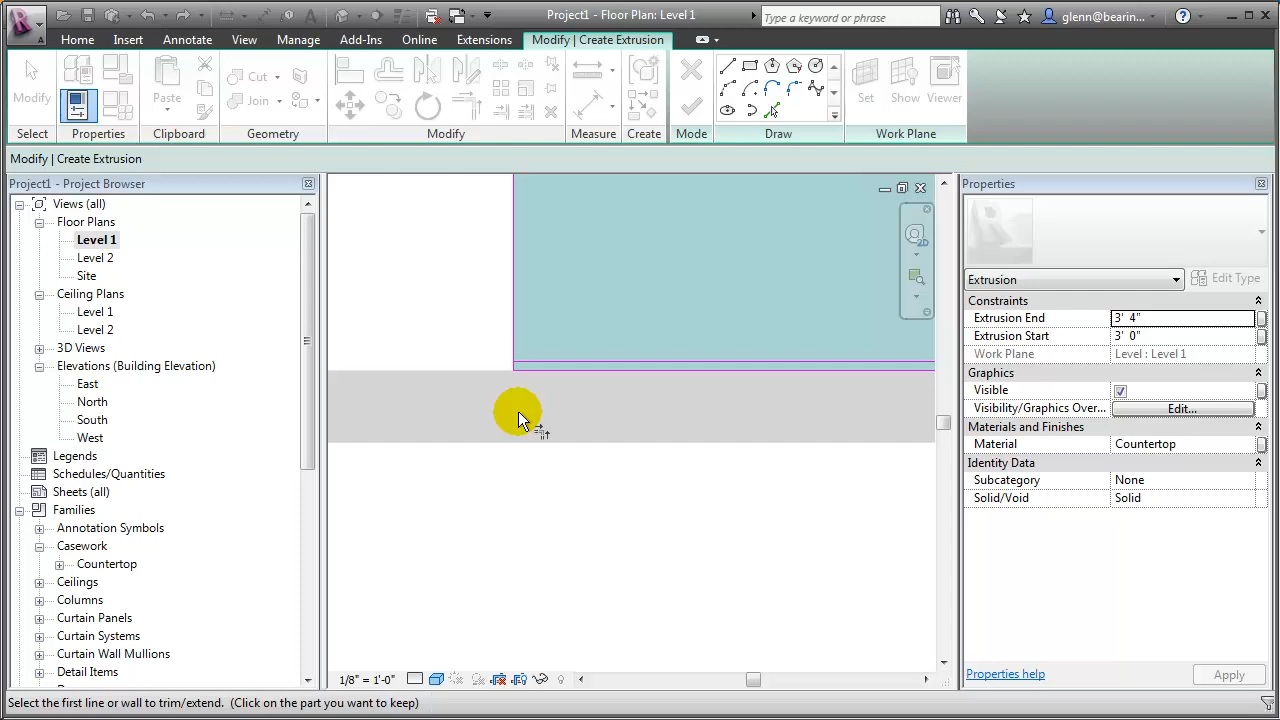 Project1 - Floor Plan: Level 1
Type a keyword or phrase
glenn@bearin...
Home Insert Annotate View Manage Add-Ins Online Extensions Modify | Create Extrusion
Modify
Paste
Cut
Join
Set Show Viewer
Select Properties Clipboard Geometry Modify Measure Create Mode Draw Work Plane
Modify | Create Extrusion
Project1 - Project Browser
Views (all)
Floor Plans
Level 1
Level 2
Site
Ceiling Plans
Level 1
Level 2
3D Views
Elevations (Building Elevation)
East
North
South
West
Legends
Schedules/Quantities
Sheets (all)
Families
Annotation Symbols
Casework
Countertop
Ceilings
Columns
Curtain Panels
Curtain Systems
Curtain Wall Mullions
Detail Items
2D
1/8" = 1'-0"
Properties
Extrusion
Edit Type
Constraints
Extrusion End 3' 4"
Extrusion Start 3' 0"
Work Plane Level : Level 1
Graphics
Visible
Visibility/Graphics Over... Edit...
Materials and Finishes
Material Countertop
Identity Data
Subcategory None
Solid/Void Solid
Properties help
Apply
Select the first line or wall to trim/extend. (Click on the part you want to keep)